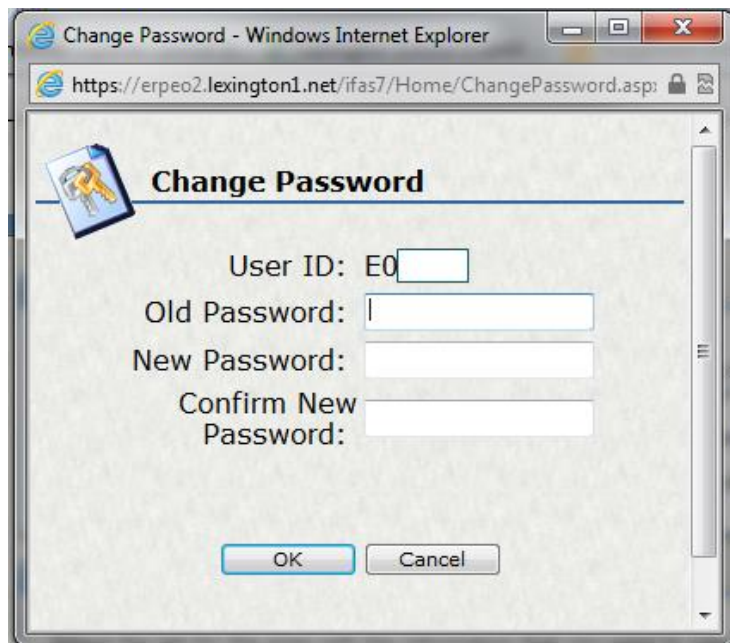 Change Password - Windows Internet Explorer
https://erpeo2.lexington1.net/ifas7/Home/ChangePassword.asp
Change Password
User ID: E0
Old Password:
New Password:
Confirm New
Password:
OK Cancel